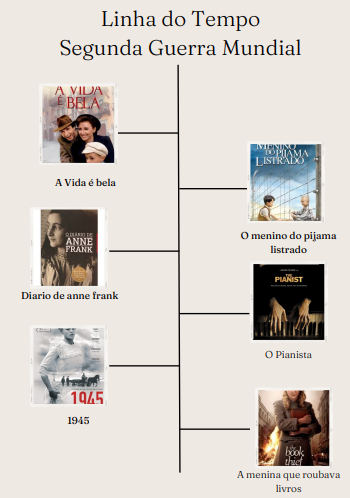 Linha do Tempo
Segunda Guerra Mundial
A VIDA
É BELA
A Vida é bela
MENINO
DO PIJAMA
LISTRADO
O menino do pijama
listrado
O DIÁRIO DE
ANNE
FRANK
Diario de anne frank
THE
PIANIST
O Pianista
1945
1945
the
book
thief
A menina que roubava
livros